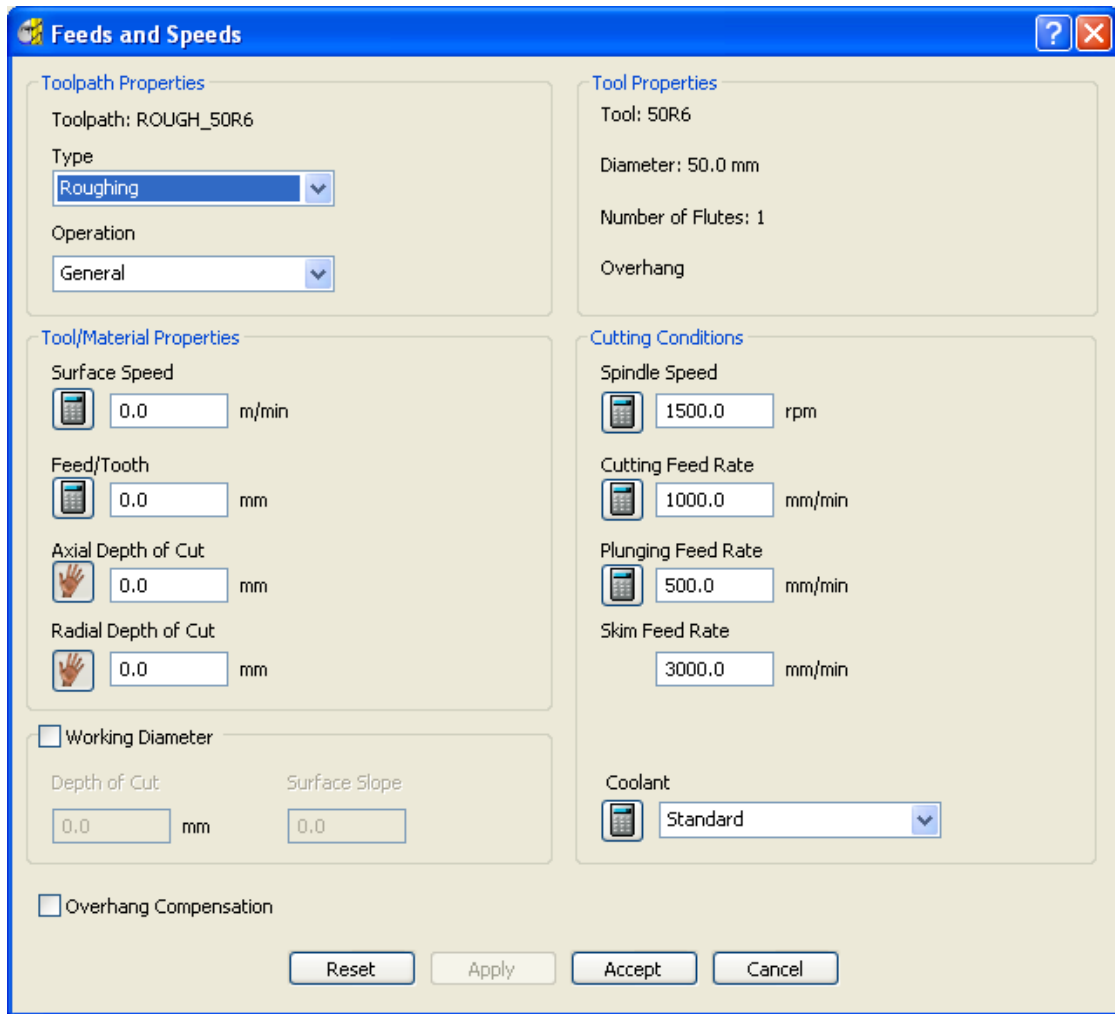 Feeds and Speeds
Toolpath Properties
Toolpath: ROUGH_50R6
Type
Roughing
Operation
General
Tool Properties
Tool: 50R6
Diameter: 50.0 mm
Number of Flutes: 1
Overhang
Tool/Material Properties
Surface Speed
0.0 m/min
Feed/Tooth
0.0 mm
Axial Depth of Cut
0.0 mm
Radial Depth of Cut
0.0 mm
Cutting Conditions
Spindle Speed
1500.0 rpm
Cutting Feed Rate
1000.0 mm/min
Plunging Feed Rate
500.0 mm/min
Skim Feed Rate
3000.0 mm/min
Working Diameter
Depth of Cut Surface Slope
0.0 mm 0.0
Coolant
Standard
Overhang Compensation
Reset Apply Accept Cancel